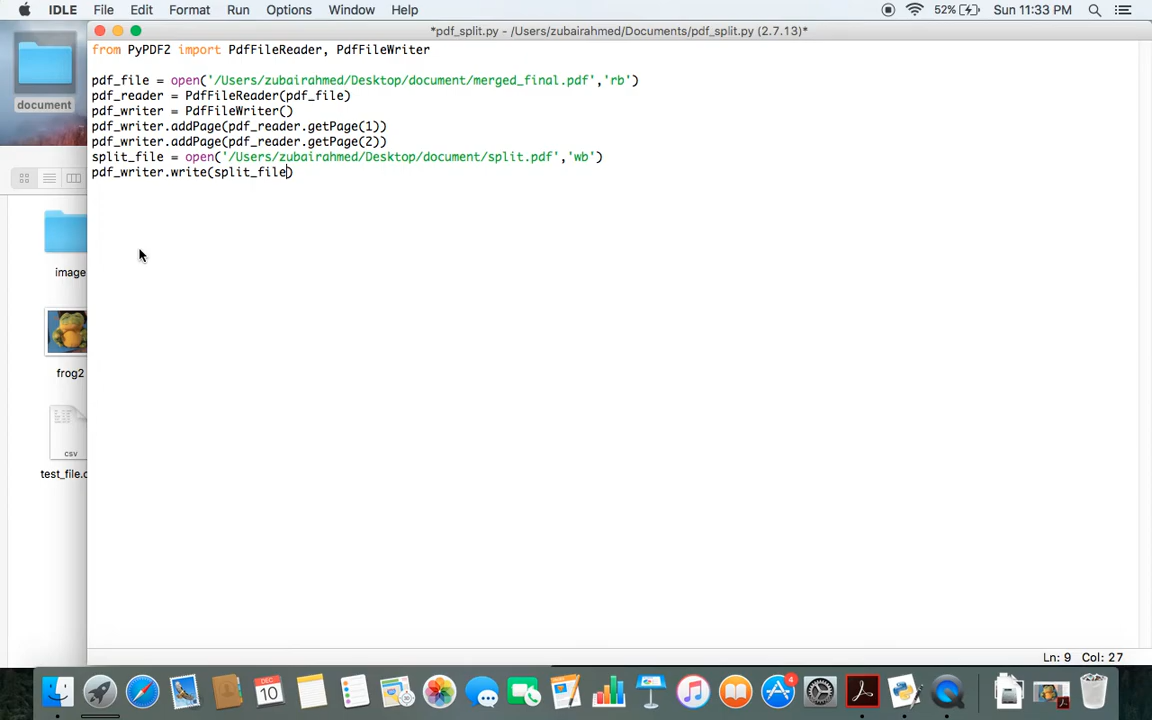 IDLE File Edit Format Run Options Window Help 52% Sun 11:33 PM
*pdf_split.py - /Users/zubairahmed/Documents/pdf_split.py (2.7.13)*
from PyPDF2 import PdfFileReader, PdfFileWriter
pdf_file = open('/Users/zubairahmed/Desktop/document/merged_final.pdf','rb')
pdf_reader = PdfFileReader(pdf_file)
pdf_writer = PdfFileWriter()
pdf_writer.addPage(pdf_reader.getPage(1))
pdf_writer.addPage(pdf_reader.getPage(2))
split_file = open('/Users/zubairahmed/Desktop/document/split.pdf','wb')
pdf_writer.write(split_file)
document
image
frog2
csv
test_file.c
Ln: 9 Col: 27
DEC
10
4